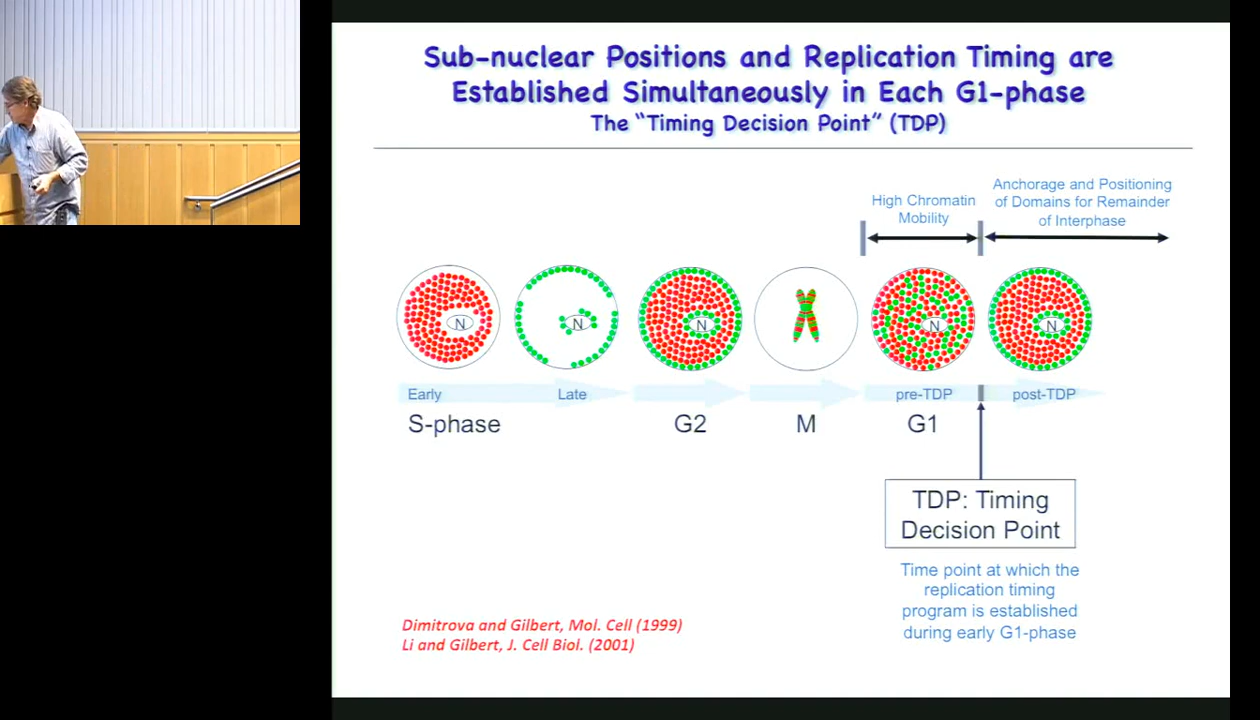 Sub-nuclear Positions and Replication Timing are
Established Simultaneously in Each G1-phase
The "Timing Decision Point" (TDP)
High Chromatin
Mobility
Anchorage and Positioning
of Domains for Remainder
of Interphase
N
N
N
N
N
Early
Late
pre-TDP
post-TDP
S-phase
G2
M
G1
TDP: Timing
Decision Point
Time point at which the
replication timing
program is established
during early G1-phase
Dimitrova and Gilbert, Mol. Cell (1999)
Li and Gilbert, J. Cell Biol. (2001)